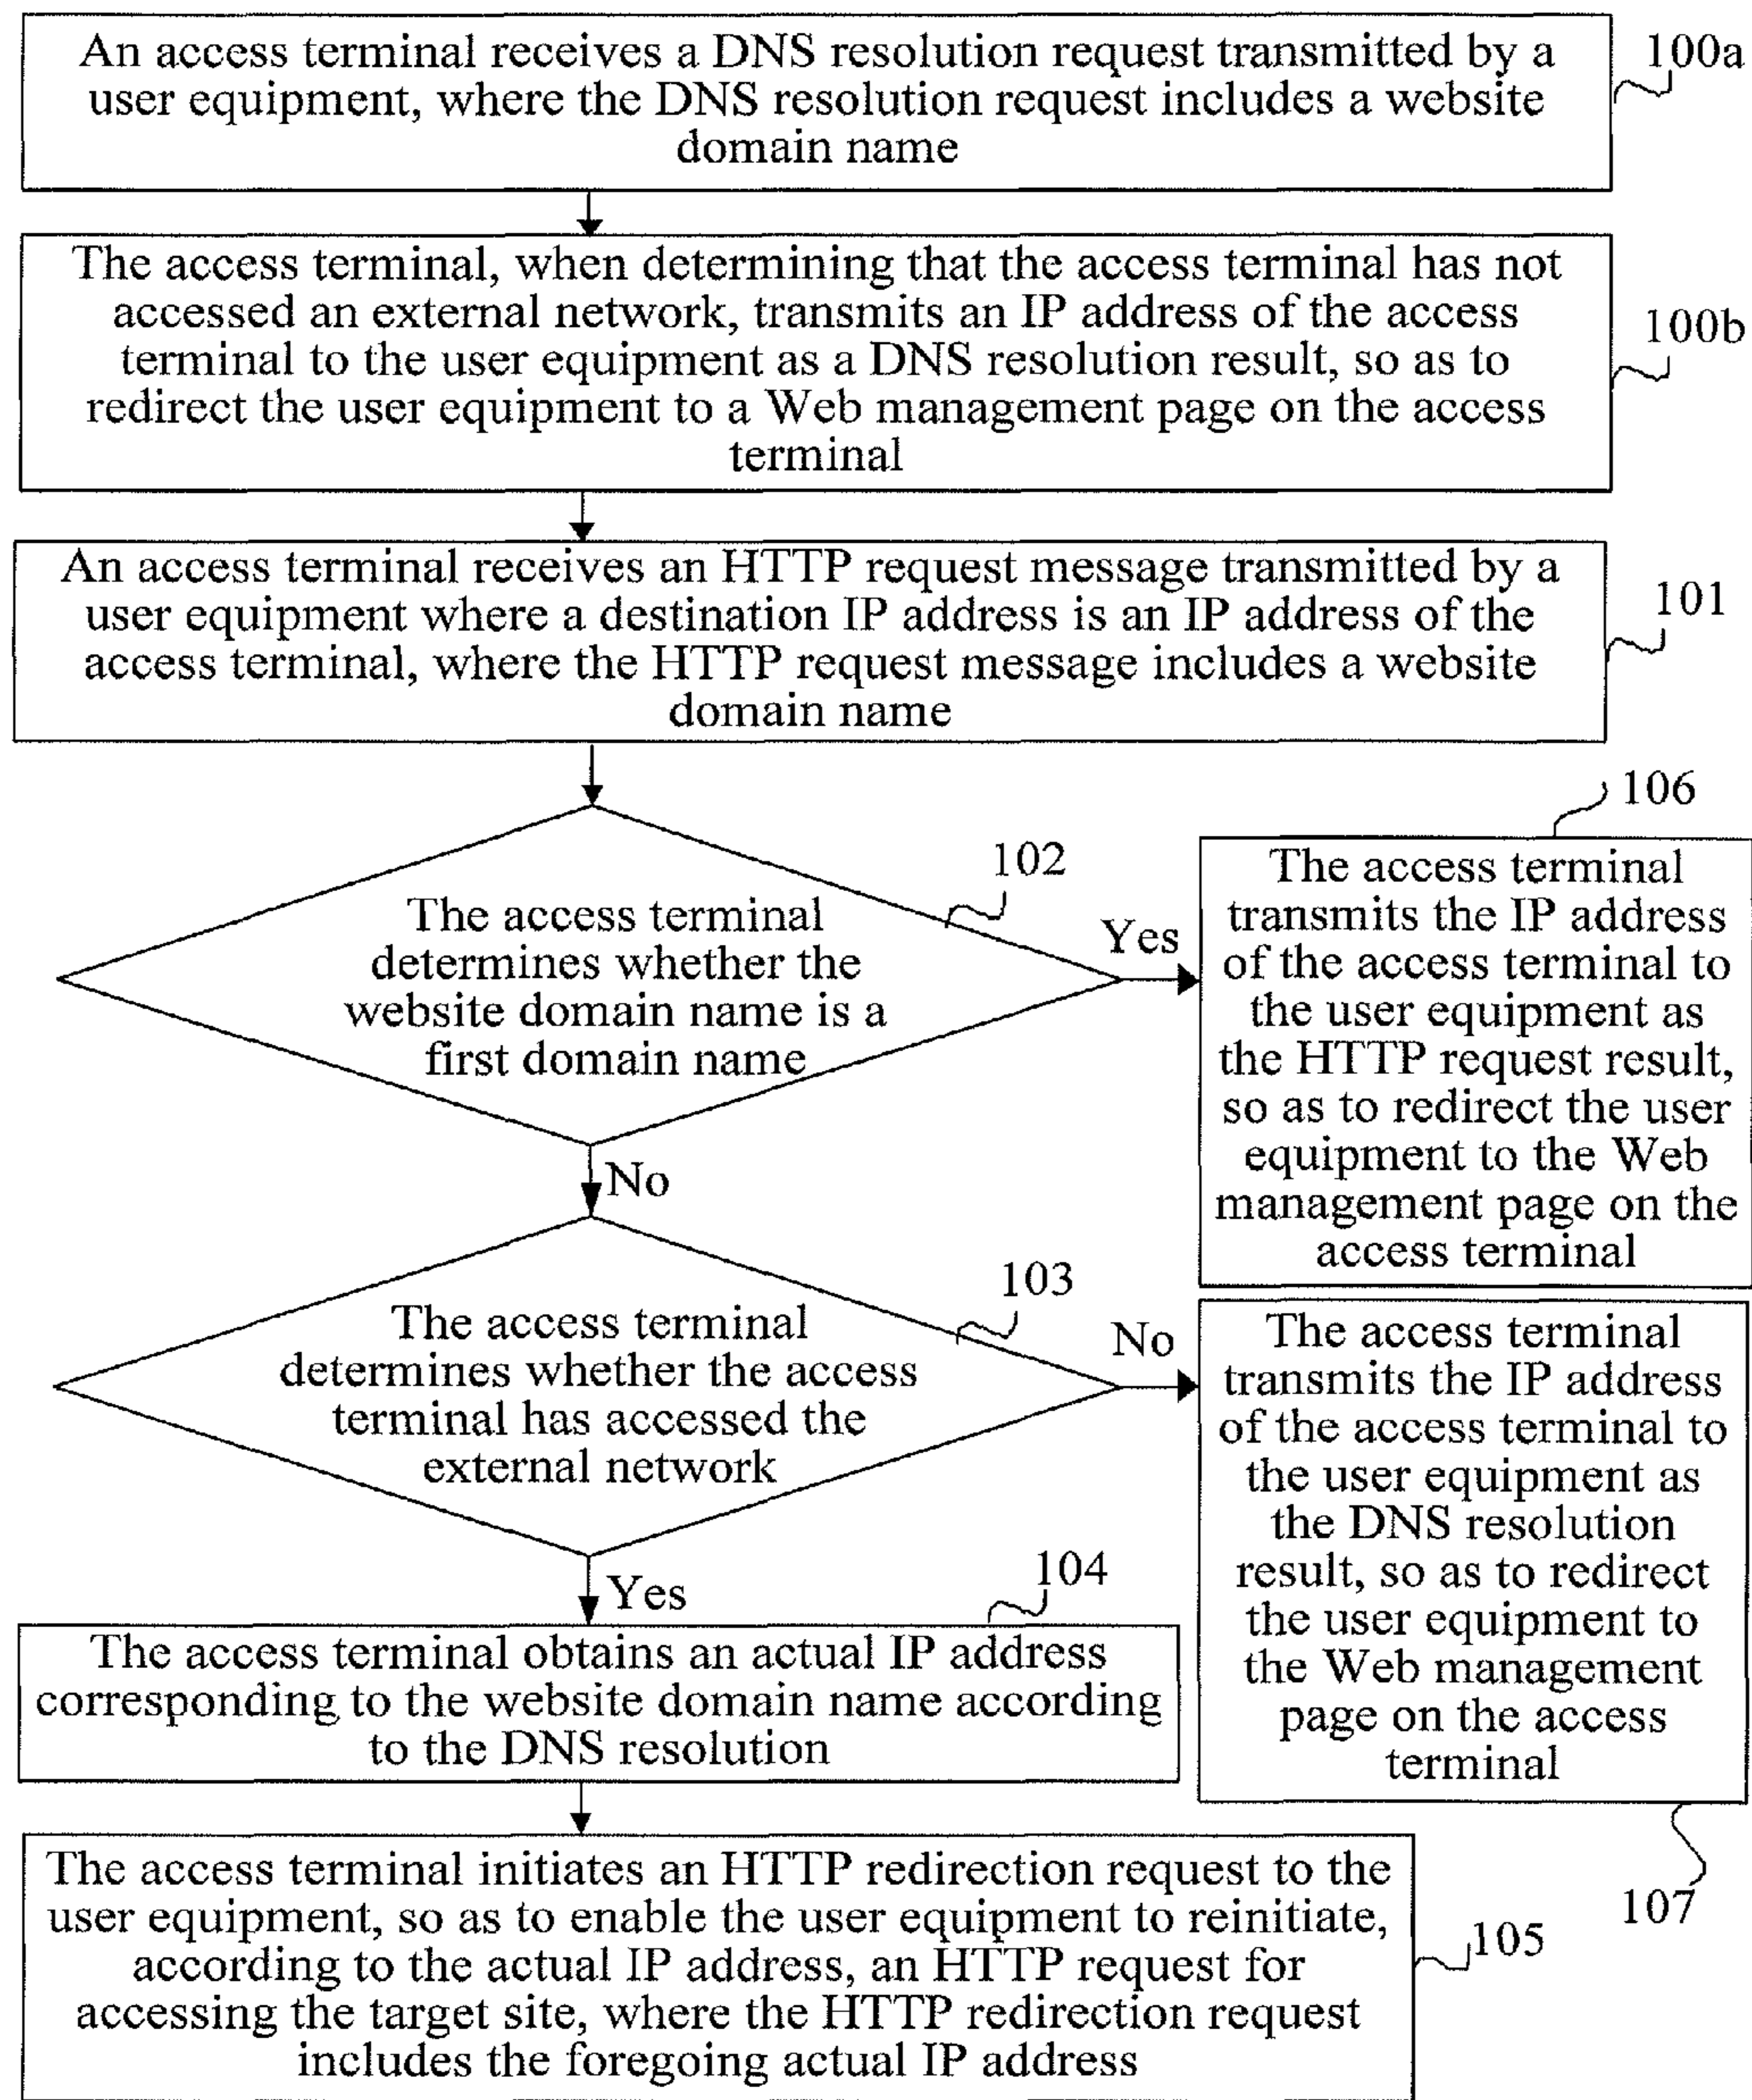 An access terminal receives a DNS resolution request transmitted by a
user equipment, where the DNS resolution request includes a website
domain name
100a
The access terminal, when determining that the access terminal has not
accessed an external network, transmits an IP address of the access
terminal to the user equipment as a DNS resolution result, so as to
redirect the user equipment to a Web management page on the access
terminal
100b
An access terminal receives an HTTP request message transmitted by a
user equipment where a destination IP address is an IP address of the
access terminal, where the HTTP request message includes a website
domain name
101
102
The access terminal
determines whether the
website domain name is a
first domain name
Yes
106
The access terminal
transmits the IP address
of the access terminal to
the user equipment as
the HTTP request result,
so as to redirect the user
equipment to the Web
management page on the
access terminal
No
103
The access terminal
determines whether the access
terminal has accessed the
external network
No
The access terminal
transmits the IP address
of the access terminal to
the user equipment as
the DNS resolution
result, so as to redirect
the user equipment to
the Web management
page on the access
terminal
107
Yes
104
The access terminal obtains an actual IP address
corresponding to the website domain name according
to the DNS resolution
The access terminal initiates an HTTP redirection request to the
user equipment, so as to enable the user equipment to reinitiate,
according to the actual IP address, an HTTP request for
accessing the target site, where the HTTP redirection request
includes the foregoing actual IP address
105